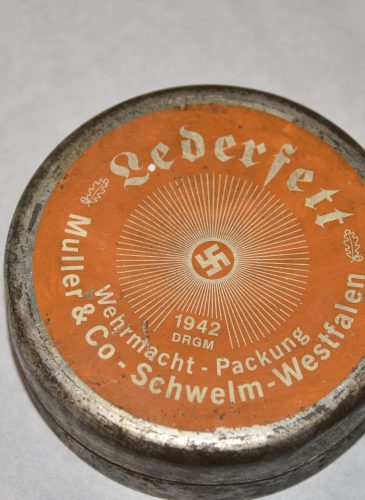 Lederfett
1942
DRGM
Wehrmacht - Packung
Muller & Co - Schwelm - Westfalen